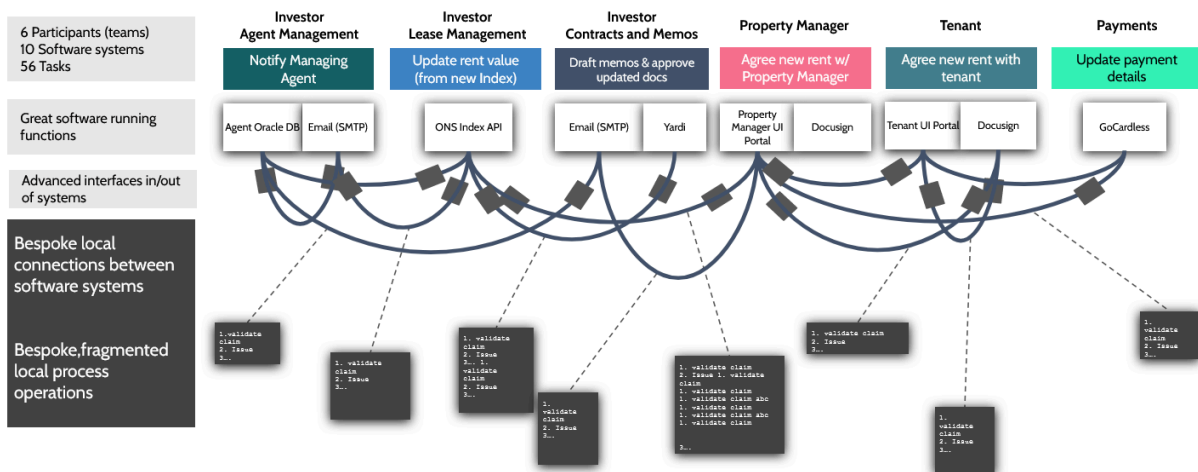 6 Participants (teams)
10 Software systems
56 Tasks
Investor
Agent Management
Investor
Lease Management
Investor
Contracts and Memos
Property Manager
Tenant
Payments
Notify Managing
Agent
Update rent value
(from new Index)
Draft memos & approve
updated docs
Agree new rent w/
Property Manager
Agree new rent with
tenant
Update payment
details
Great software running
functions
Agent Oracle DB
Email (SMTP)
ONS Index API
Email (SMTP)
Yardi
Property
Manager UI
Portal
Docusign
Tenant UI Portal
Docusign
GoCardless
Advanced interfaces in/out
of systems
Bespoke local
connections between
software systems
Bespoke,fragmented
local process
operations
1.validate
claim
2. Issue
3….
1. validate
claim
2. Issue
3….
1. validate
claim
2. Issue
3…. 1.
validate
claim
2. Issue
1.
validate
claim
2. Issue
3….
1. validate claim
2. Issue 1. validate
claim
1. validate claim
1. validate claim abc
1. validate claim
1. validate claim abc
1. validate claim
3….
1. validate claim
2. Issue
3….
1.
validate
claim
2. Issue
3….
1.
validate
claim
2. Issue
3….